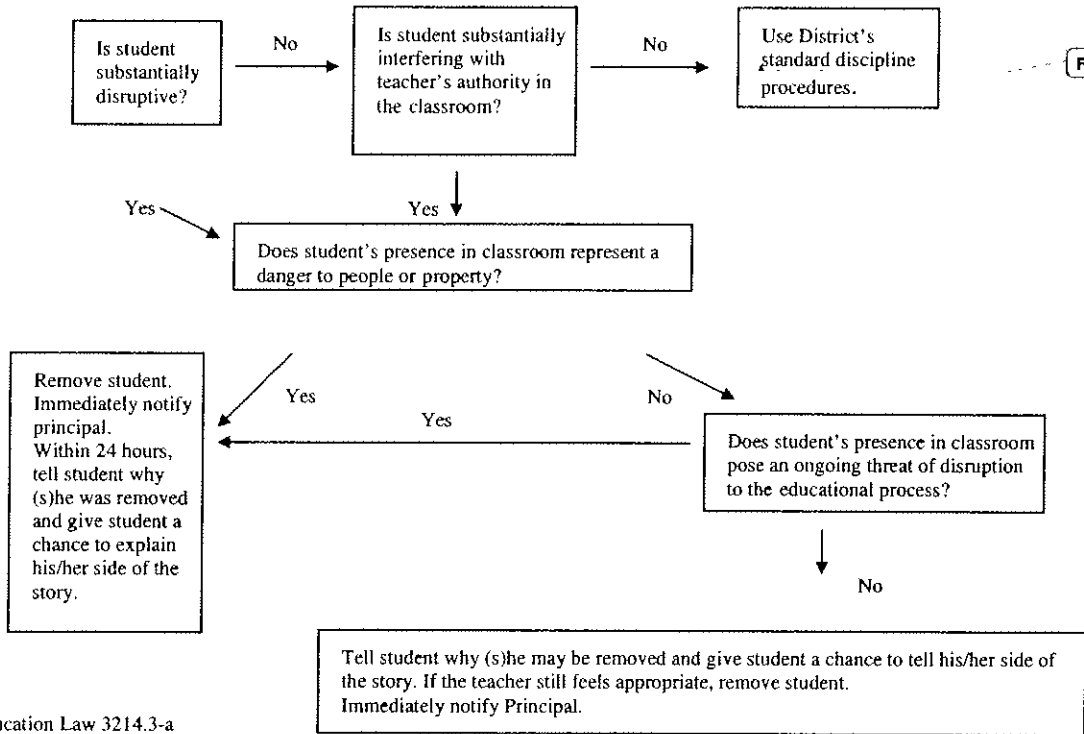 Is student
substantially
disruptive?
No
Is student substantially
interfering with
teacher's authority in
the classroom?
No
Use District's
standard discipline
procedures.
F
Yes
Yes
Does student's presence in classroom represent a
danger to people or property?
Remove student.
Immediately notify
principal.
Within 24 hours,
tell student why
(s)he was removed
and give student a
chance to explain
his/her side of the
story.
Yes
No
Yes
Does student's presence in classroom
pose an ongoing threat of disruption
to the educational process?
No
Tell student why (s)he may be removed and give student a chance to tell his/her side of
the story. If the teacher still feels appropriate, remove student.
Immediately notify Principal.
Law 3214.3-a